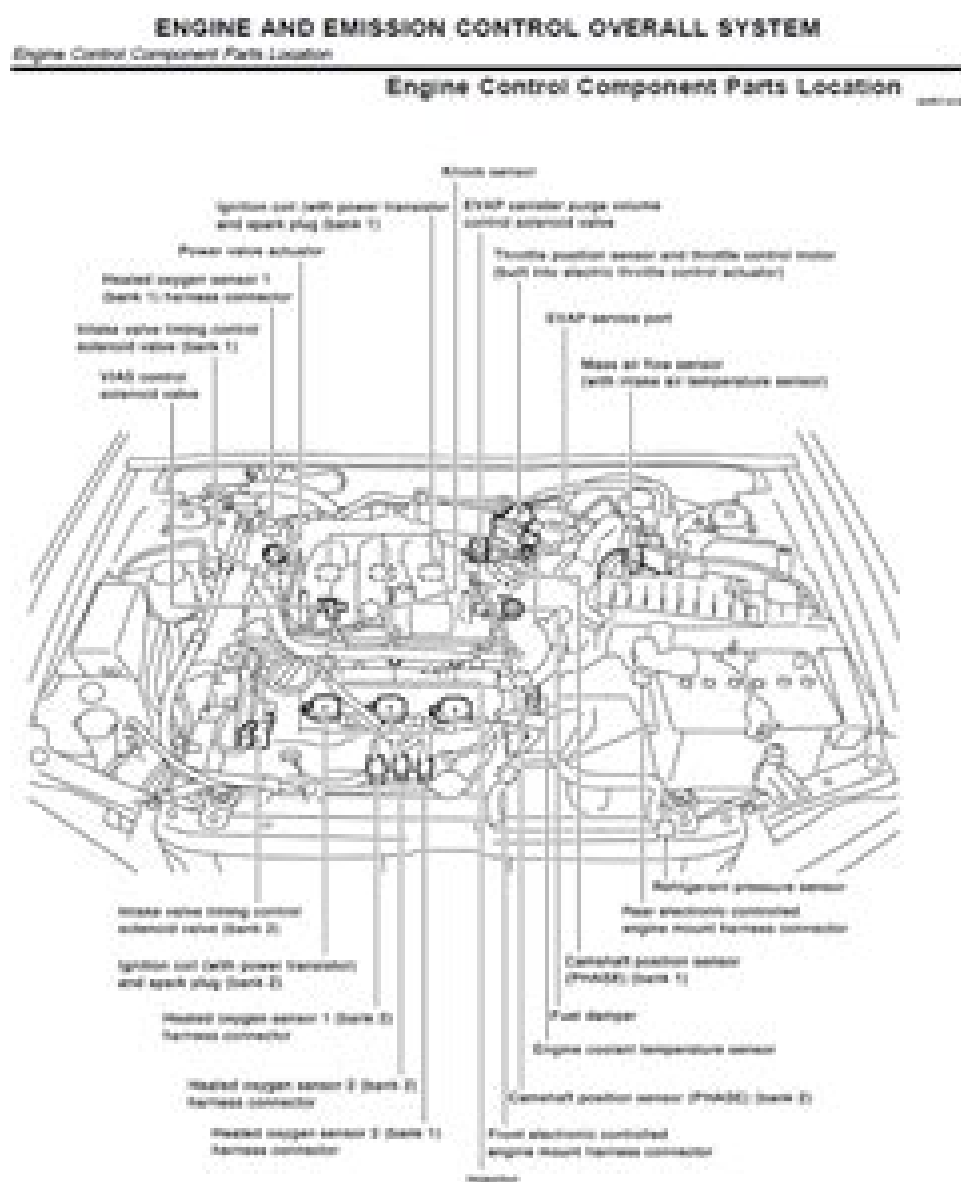 ENGINE AND EMISSION CONTROL OVERALL SYSTEM
Engine Control Component Parts Location
Engine Control Component Parts Location
Knock sensor
Ignition coil (with power transistor)
and spark plug (bank 1)
EVAP canister purge volume
control solenoid valve
Power valve actuator
Throttle position sensor and throttle control motor
(built into electric throttle control actuator)
Heated oxygen sensor 1
(bank 1) harness connector
EVAP service port
Intake valve timing control
solenoid valve (bank 1)
Mass air flow sensor
(with intake air temperature sensor)
VIAS control
solenoid valve
Refrigerant pressure sensor
Intake valve timing control
solenoid valve (bank 2)
Rear electronic controlled
engine mount harness connector
Ignition coil (with power transistor)
and spark plug (bank 2)
Camshaft position sensor
(PHASE) (bank 1)
Heated oxygen sensor 1 (bank 2)
harness connector
Fuel damper
Engine coolant temperature sensor
Heated oxygen sensor 2 (bank 2)
harness connector
Camshaft position sensor (PHASE) (bank 2)
Heated oxygen sensor 2 (bank 1)
harness connector
Front electronic controlled
engine mount harness connector
Injector